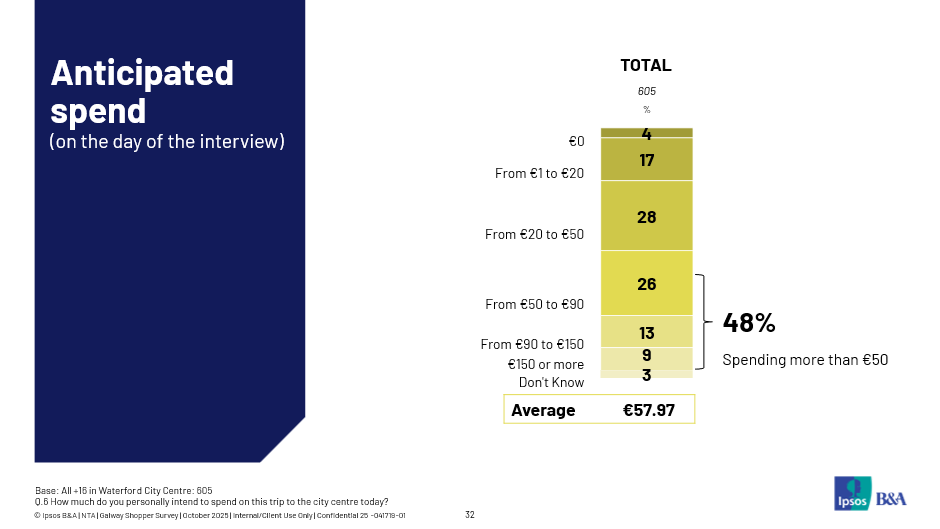 Anticipated
spend
(on the day of the interview)
TOTAL
605
%
€0
4
From €1 to €20
17
From €20 to €50
28
From €50 to €90
26
From €90 to €150
13
€150 or more
9
Don't Know
3
48%
Spending more than €50
Average €57.97
Base: All +16 in Waterford City Centre: 605
Q.6 How much do you personally intend to spend on this trip to the city centre today?
© Ipsos B&A | NTA | Galway Shopper Survey | October 2025 | Internal/Client Use Only | Confidential 25 -041719-01
32
Ipsos B&A